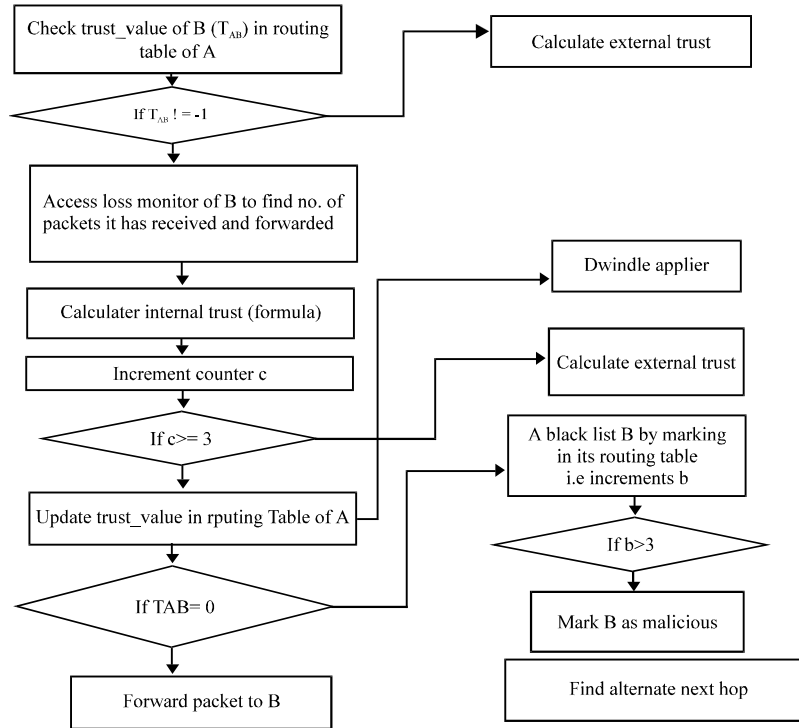 Check trust_value of B (T_AB) in routing
table of A
Calculate external trust
If T_AB ! = -1
Access loss monitor of B to find no. of
packets it has received and forwarded
Dwindle applier
Calculater internal trust (formula)
Calculate external trust
Increment counter c
If c>= 3
A black list B by marking
in its routing table
i.e increments b
Update trust_value in rputing Table of A
If b>3
If TAB= 0
Mark B as malicious
Forward packet to B
Find alternate next hop